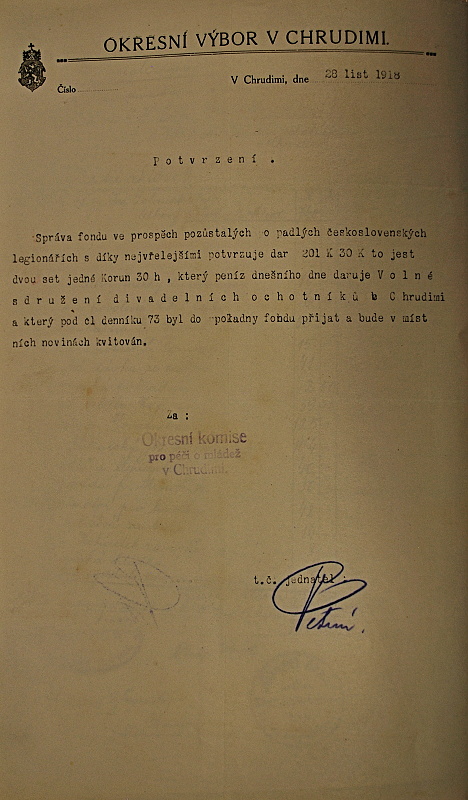 OKRESNÍ VÝBOR V CHRUDIMI.
V Chrudimi, dne 28 list 1918
Číslo
Potvrzení.
Správa fondu ve prospěch pozůstalých o padlých československých
legionářích s díky nejvřelejšími potvrzuje dar 201 K 30 K to jest
dvou set jedné Korun 30 h, který peníz dnešního dne daruje Volné
sdružení divadelních ochotníků b Chrudimi
a který pod čl denníku 73 byl do pokadny fohdu přijat a bude v míst
ních novinách kvitován.
Za:
Okresní komise
pro péči o mládež
v Chrudimi.
t.č. jednatel: